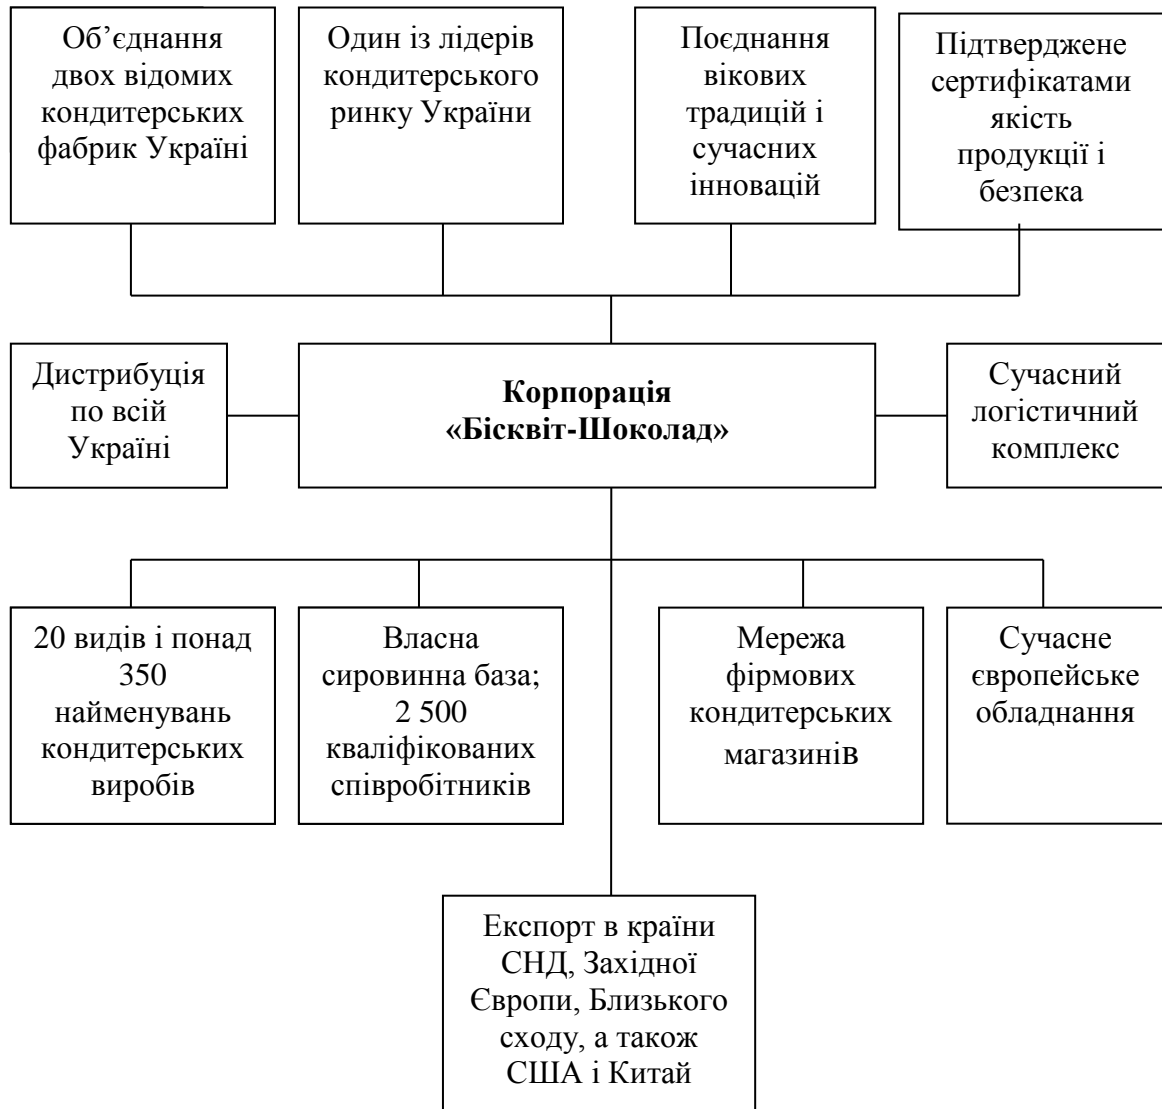 Об’єднання
двох відомих
кондитерських
фабрик Україні
Один із лідерів
кондитерського
ринку України
Поєднання
вікових
традицій і
сучасних
інновацій
Підтверджене
сертифікатами
якість
продукції і
безпека
Дистрибуція
по всій
Україні
Корпорація
«Бісквіт-Шоколад»
Сучасний
логістичний
комплекс
20 видів і понад
350
найменувань
кондитерських
виробів
Власна
сировинна база;
2 500
кваліфікованих
співробітників
Мережа
фірмових
кондитерських
магазинів
Сучасне
європейське
обладнання
Експорт в країни
СНД, Західної
Європи, Близького
сходу, а також
США і Китай